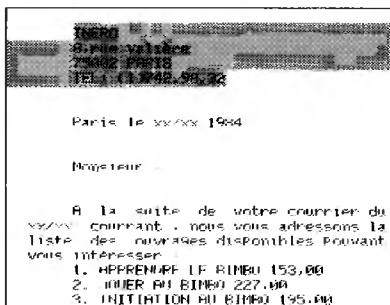 INFRO
8,rue valière
75002 PARIS
TEL: (1)742.90.32
Paris le xx/xx 1984
Monsieur
A la suite de votre courrier du
xx/xx courrant , nous vous adressons la
liste des ouvrages disponibles pouvant
vous interesser
1. APPRENDRE LE BIMBO 153,00
2. JOUER AU BIMBO 227.00
3. INITIATION AU BIMBO 195.00